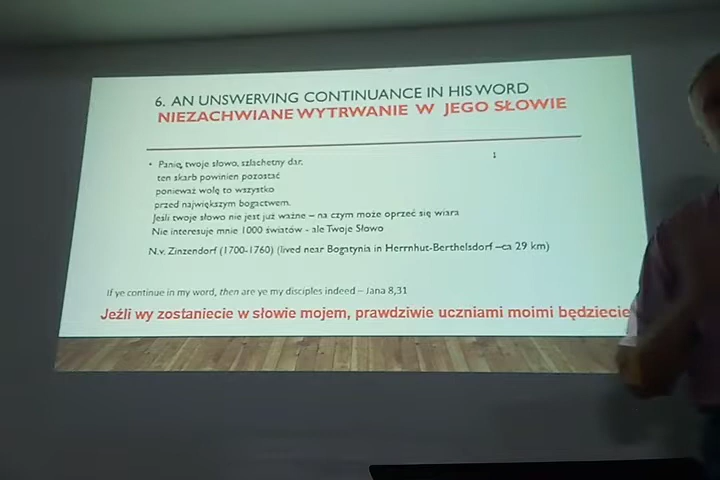 6. AN UNSWERVING CONTINUANCE IN HIS WORD
NIEZACHWIANE WYTRWANIE W JEGO SŁOWIE
• Panie, twoje słowo, szlachetny dar,
ten skarb powinien pozostać
ponieważ wolę to wszystko
przed największym bogactwem.
Jeśli twoje słowo nie jest już ważne – na czym może oprzeć się wiara
Nie interesuje mnie 1000 światów - ale Twoje Słowo
N.v. Zinzendorf (1700-1760) (lived near Bogatynia in Herrnhut-Berthelsdorf –ca 29 km)
If ye continue in my word, then are ye my disciples indeed – Jana 8,31
Jeźli wy zostaniecie w słowie mojem, prawdziwie uczniami moimi będziecie